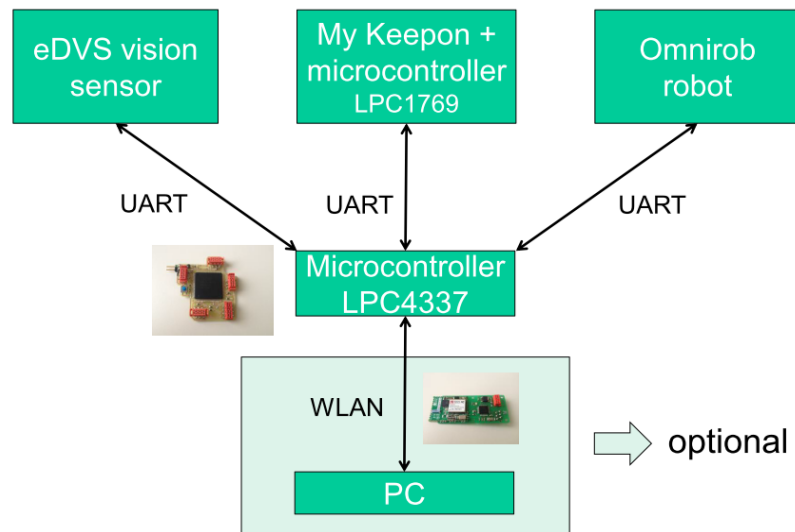 eDVS vision
sensor
My Keepon +
microcontroller
LPC1769
Omnirob
robot
UART
UART
UART
Microcontroller
LPC4337
WLAN
optional
PC